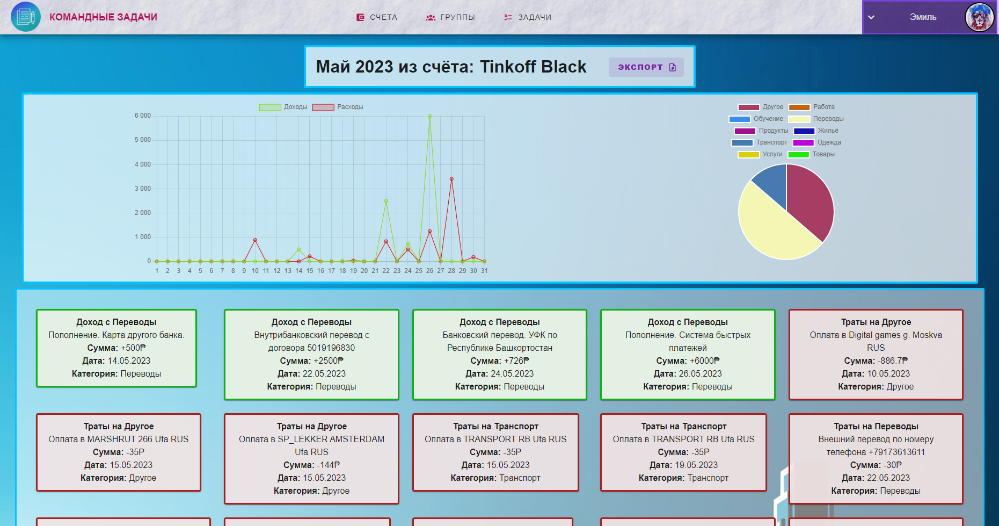 КОМАНДНЫЕ ЗАДАЧИ
СЧЕТА
ГРУППЫ
ЗАДАЧИ
Эмиль
Май 2023 из счёта: Tinkoff Black
ЭКСПОРТ
Доходы Расходы
6 000
5 000
4 000
3 000
2 000
1 000
0
1 2 3 4 5 6 7 8 9 10 11 12 13 14 15 16 17 18 19 20 21 22 23 24 25 26 27 28 29 30 31
Другое Работа
Обучение Переводы
Продукты Жильё
Транспорт Одежда
Услуги Товары
Доход с Переводы
Пополнение. Карта другого банка.
Сумма: +500₱
Дата: 14.05.2023
Категория: Переводы
Доход с Переводы
Внутрибанковский перевод с
договора 5019196830
Сумма: +2500₱
Дата: 22.05.2023
Категория: Переводы
Доход с Переводы
Банковский перевод. УФК по
Республике Башкортостан
Сумма: +726₱
Дата: 24.05.2023
Категория: Переводы
Доход с Переводы
Пополнение. Система быстрых
платежей
Сумма: +6000₱
Дата: 26.05.2023
Категория: Переводы
Траты на Другое
Оплата в Digital games g. Moskva
RUS
Сумма: -886.7₱
Дата: 10.05.2023
Категория: Другое
Траты на Другое
Оплата в MARSHRUT 266 Ufa RUS
Сумма: -35₱
Дата: 15.05.2023
Категория: Другое
Траты на Другое
Оплата в SP_LEKKER AMSTERDAM
Ufa RUS
Сумма: -144₱
Дата: 15.05.2023
Категория: Другое
Траты на Транспорт
Оплата в TRANSPORT RB Ufa RUS
Сумма: -35₱
Дата: 15.05.2023
Категория: Транспорт
Траты на Транспорт
Оплата в TRANSPORT RB Ufa RUS
Сумма: -35₱
Дата: 19.05.2023
Категория: Транспорт
Траты на Переводы
Внешний перевод по номеру
телефона +79173613611
Сумма: -30₱
Дата: 22.05.2023
Категория: Переводы